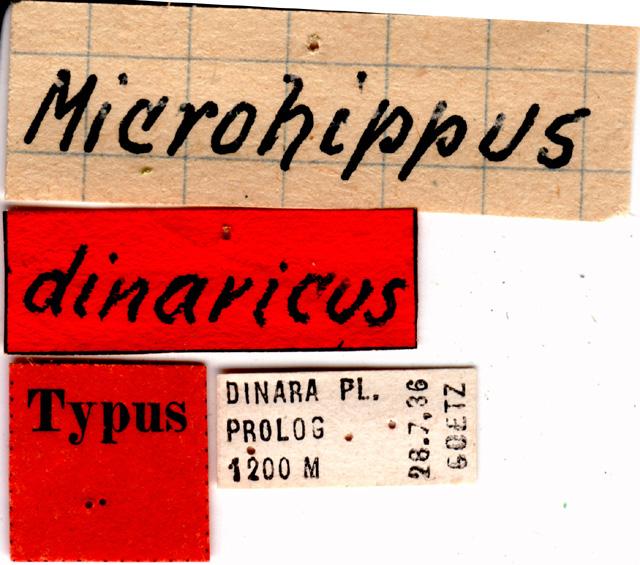 Microhippus
dinaricus
Typus
DINARA PL.
PROLOG
1200 M
28.7,36
GOETZ